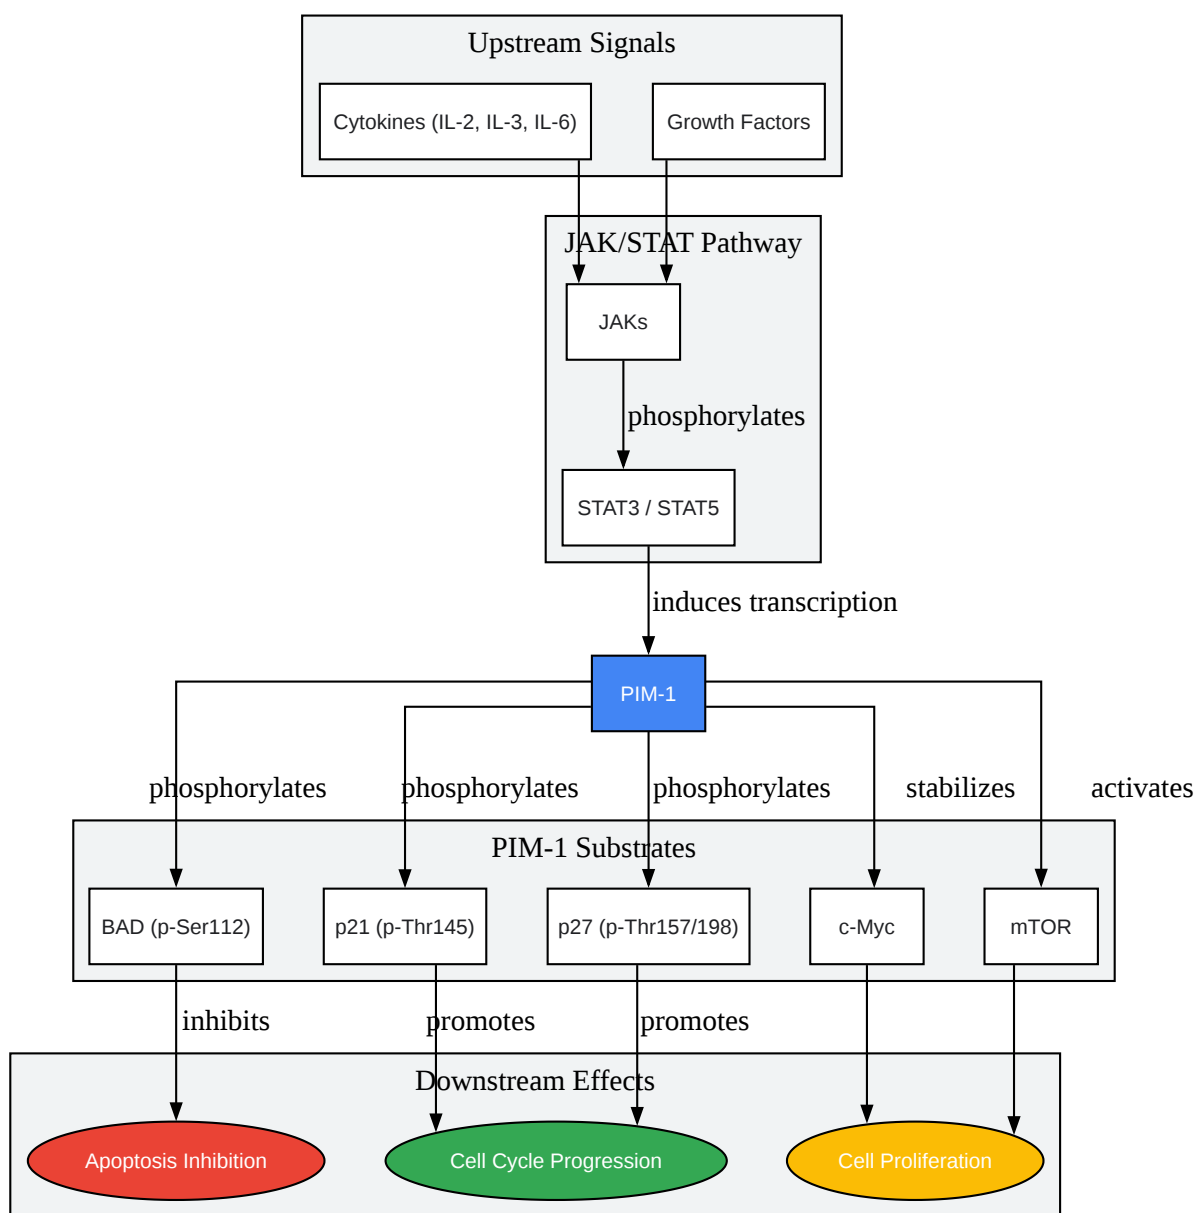 Upstream Signals
Cytokines (IL-2, IL-3, IL-6)
Growth Factors
JAK/STAT Pathway
JAKs
phosphorylates
STAT3 / STAT5
induces transcription
PIM-1
phosphorylates
phosphorylates
phosphorylates
stabilizes
activates
PIM-1 Substrates
BAD (p-Ser112)
p21 (p-Thr145)
p27 (p-Thr157/198)
c-Myc
mTOR
inhibits
promotes
promotes
Downstream Effects
Apoptosis Inhibition
Cell Cycle Progression
Cell Proliferation